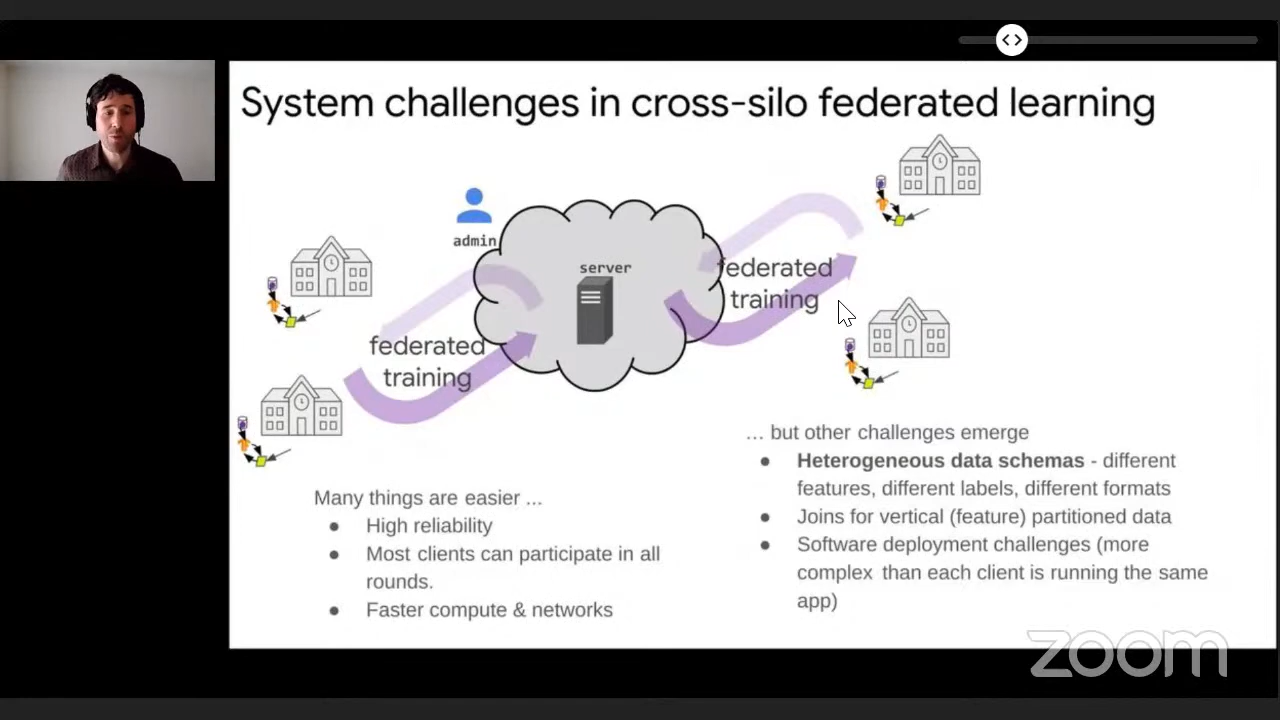 System challenges in cross-silo federated learning
admin
server
federated
training
federated
training
Many things are easier ...
● High reliability
● Most clients can participate in all
rounds.
● Faster compute & networks
... but other challenges emerge
● Heterogeneous data schemas - different
features, different labels, different formats
● Joins for vertical (feature) partitioned data
● Software deployment challenges (more
complex than each client is running the same
app)
zoom